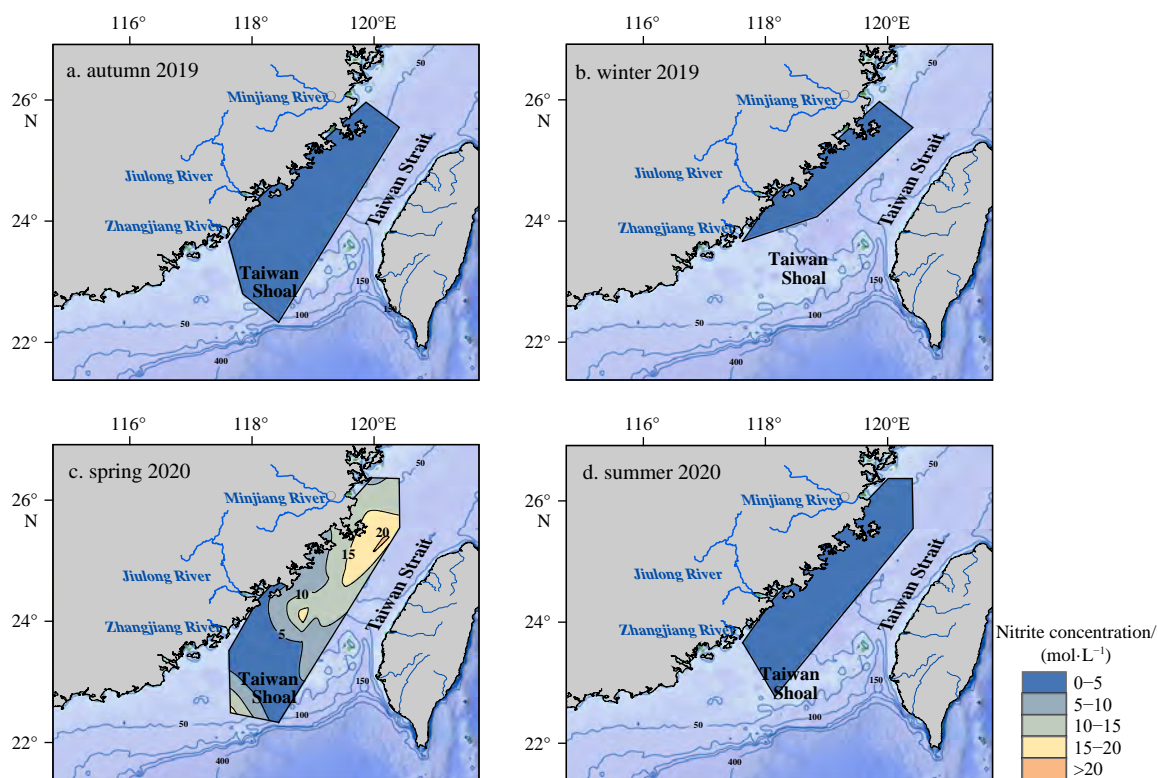 116°
118°
120°E
a. autumn 2019
50
26°
N
Minjiang River
Jiulong River
Zhangjiang River
Taiwan Strait
24°
Taiwan
Shoal
150
150
100
50
400
22°
116°
118°
120°E
b. winter 2019
50
26°
N
Minjiang River
Jiulong River
Zhangjiang River
Taiwan Strait
24°
Taiwan
Shoal
150
100
50
400
22°
116°
118°
120°E
c. spring 2020
50
26°
N
Minjiang River
20
15
Jiulong River
10
Zhangjiang River
5
Taiwan Strait
24°
Taiwan
Shoal
150
100
50
400
22°
116°
118°
120°E
d. summer 2020
50
26°
N
Minjiang River
Jiulong River
Zhangjiang River
Taiwan Strait
24°
Taiwan
Shoal
150
100
50
400
22°
Nitrite concentration/
(mol·L⁻¹)
0−5
5−10
10−15
15−20
>20